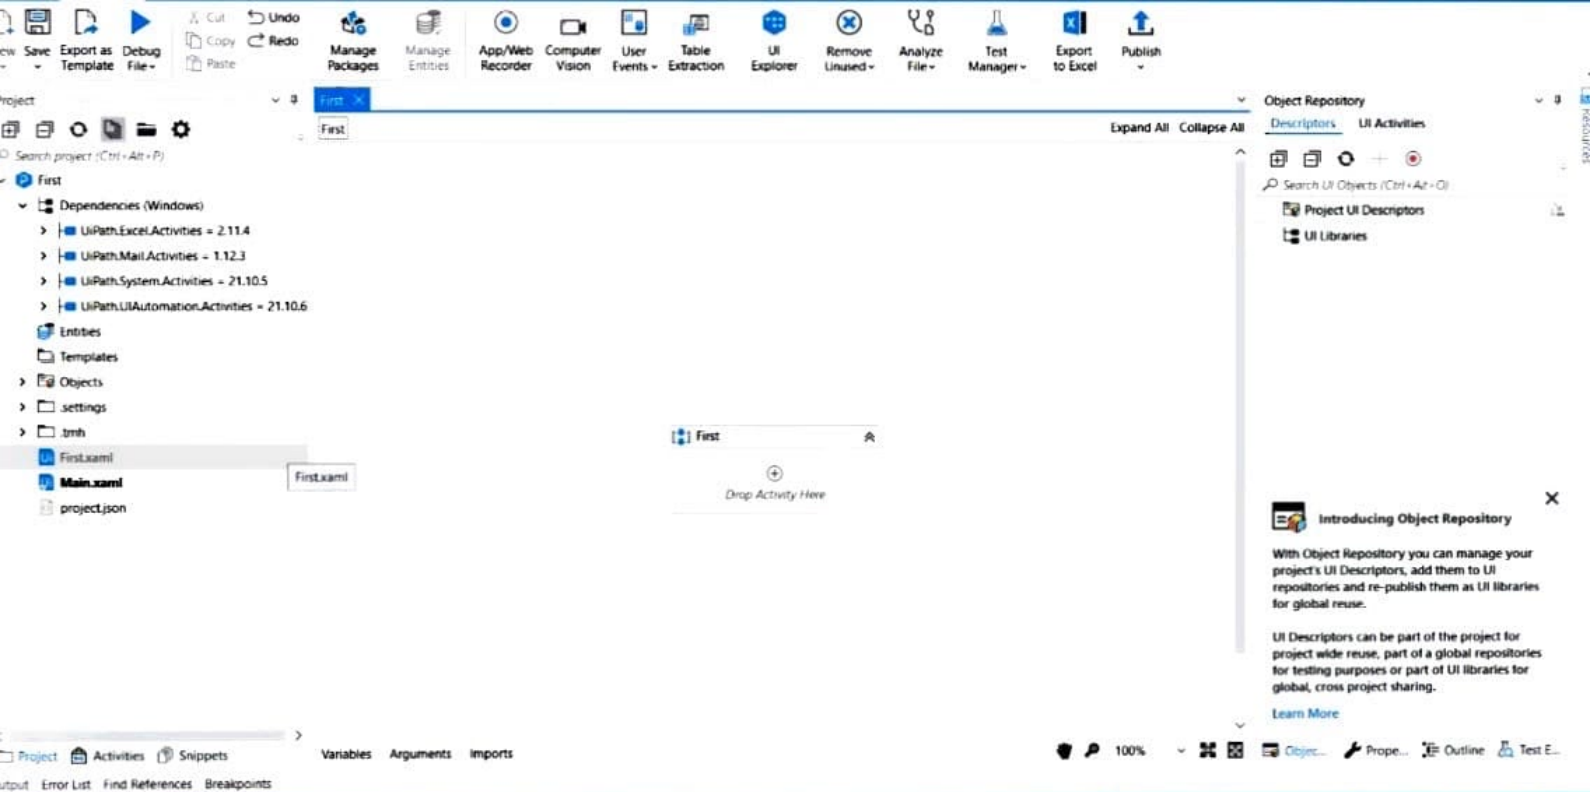 Save Export as Template Debug File
Cut
Copy
Paste
Undo
Redo
Manage Packages
Manage Entities
App/Web Recorder
Computer Vision
User Events
Table Extraction
UI Explorer
Remove Unused
Analyze File
Test Manager
Export to Excel
Publish
First
First
Expand All Collapse All
Search project (Ctrl+Alt+P)
First
Dependencies (Windows)
UiPath.Excel.Activities = 2.11.4
UiPath.Mail.Activities = 1.12.3
UiPath.System.Activities = 21.10.5
UiPath.UIAutomation.Activities = 21.10.6
Entities
Templates
Objects
.settings
.tmh
First.xaml
Main.xaml
project.json
First.xaml
First
Drop Activity Here
Object Repository
Descriptors UI Activities
Search UI Objects (Ctrl+Alt+O)
Project UI Descriptors
UI Libraries
Resources
Introducing Object Repository
With Object Repository you can manage your
project's UI Descriptors, add them to UI
repositories and re-publish them as UI libraries
for global reuse.
UI Descriptors can be part of the project for
project wide reuse, part of a global repositories
for testing purposes or part of UI libraries for
global, cross project sharing.
Learn More
Project Activities Snippets
Variables Arguments Imports
100%
Objec... Prope... Outline Test E...
Error List Find References Breakpoints